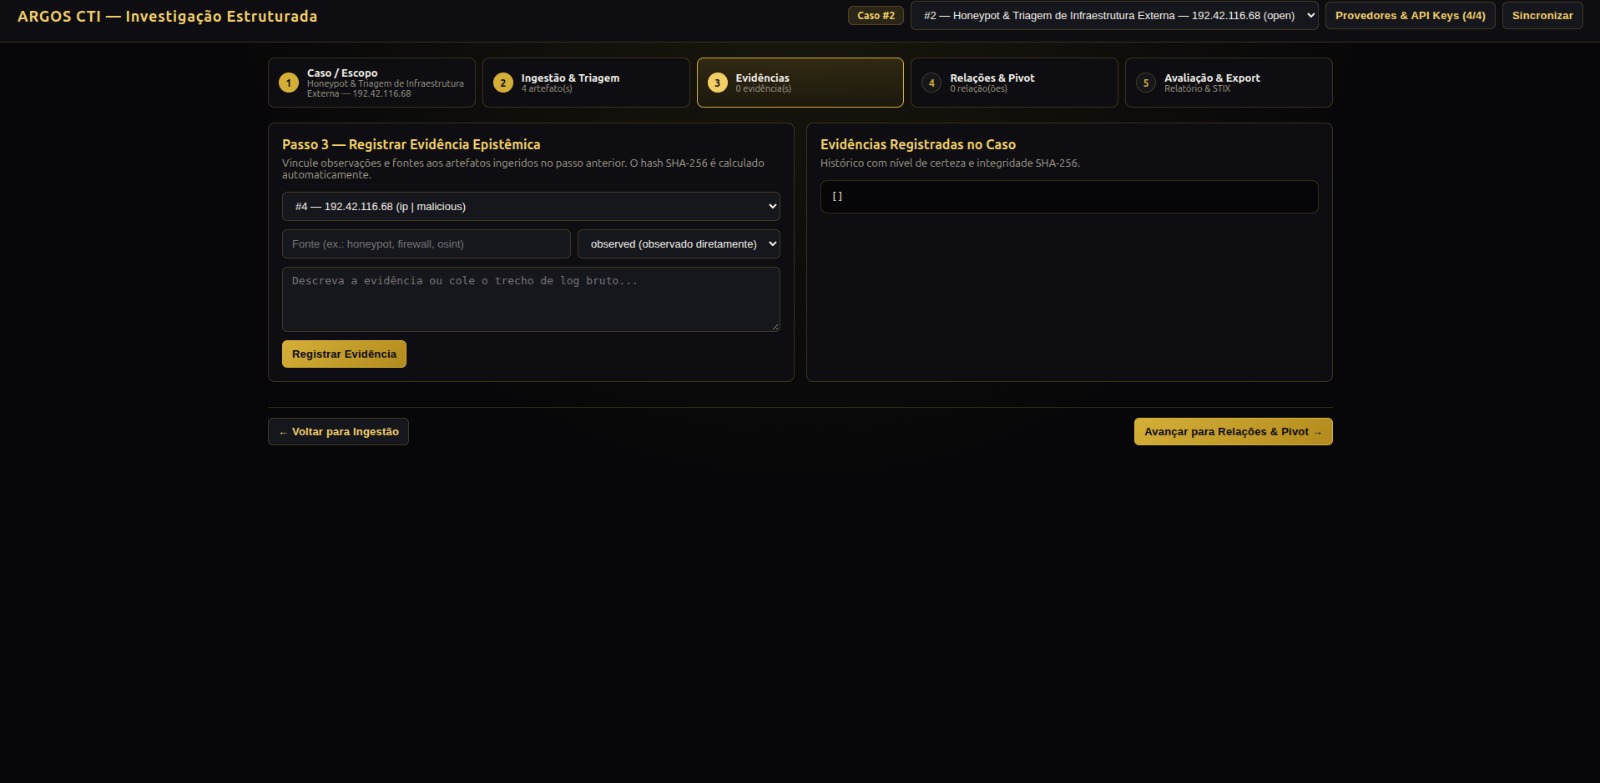 ARGOS CTI — Investigação Estruturada
Caso #2
#2 — Honeypot & Triagem de Infraestrutura Externa — 192.42.116.68 (open)
Provedores & API Keys (4/4)
Sincronizar
1
Caso / Escopo
Honeypot & Triagem de Infraestrutura
Externa — 192.42.116.68
2
Ingestão & Triagem
4 artefato(s)
3
Evidências
0 evidência(s)
4
Relações & Pivot
0 relação(ões)
5
Avaliação & Export
Relatório & STIX
Passo 3 — Registrar Evidência Epistêmica
Vincule observações e fontes aos artefatos ingeridos no passo anterior. O hash SHA-256 é calculado
automaticamente.
#4 — 192.42.116.68 (ip | malicious)
Fonte (ex.: honeypot, firewall, osint)
observed (observado diretamente)
Descreva a evidência ou cole o trecho de log bruto...
Registrar Evidência
Evidências Registradas no Caso
Histórico com nível de certeza e integridade SHA-256.
[]
← Voltar para Ingestão
Avançar para Relações & Pivot →